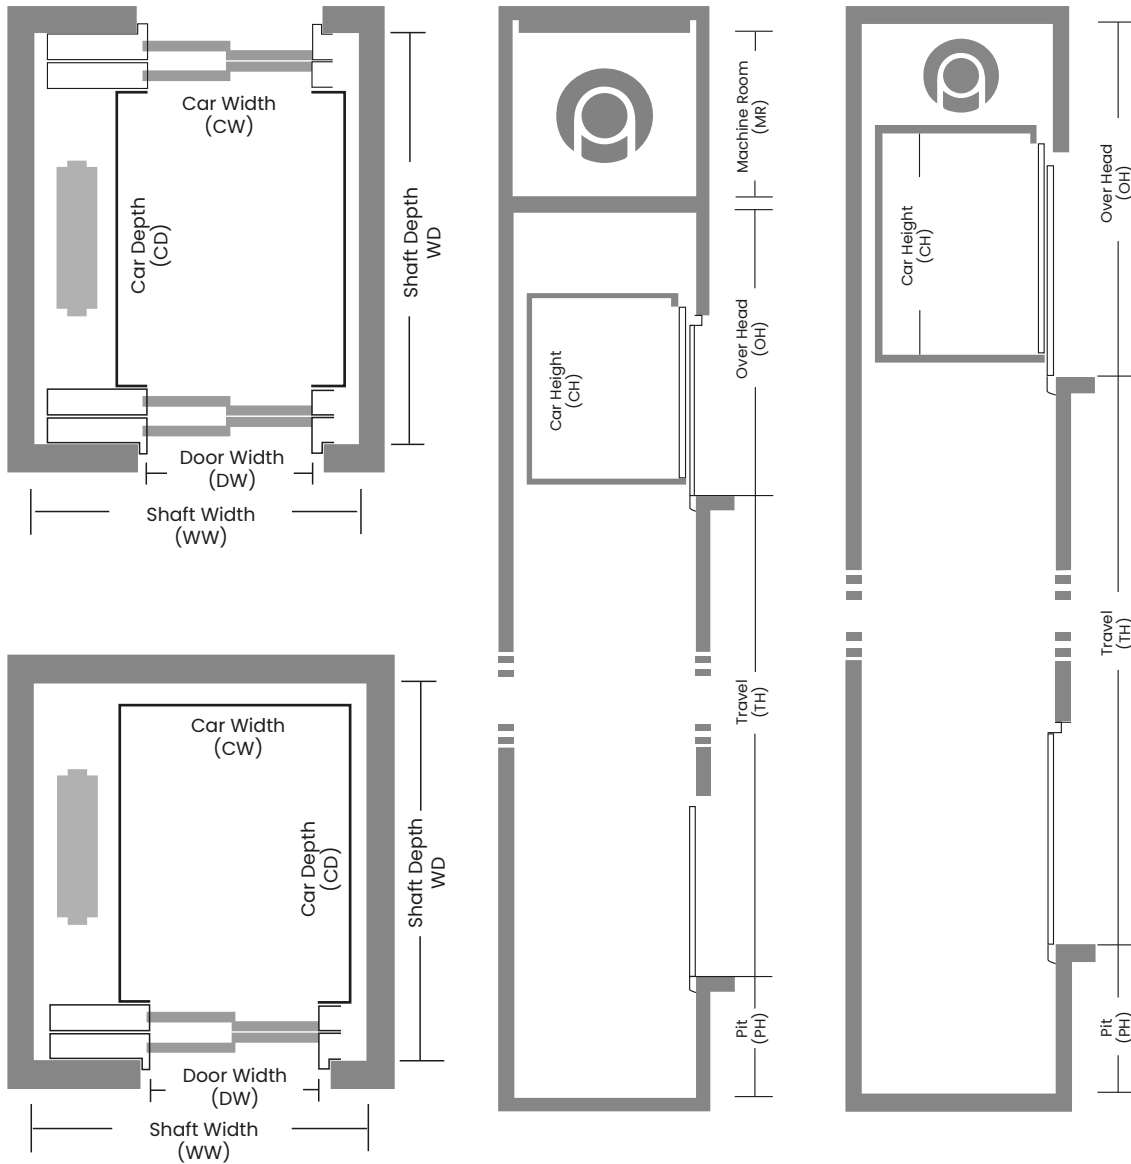 Car Width
(CW)
Car Depth
(CD)
Shaft Depth
WD
Door Width
(DW)
Shaft Width
(WW)
Car Width
(CW)
Car Depth
(CD)
Shaft Depth
WD
Door Width
(DW)
Shaft Width
(WW)
Machine Room
(MR)
Over Head
(OH)
Car Height
(CH)
Travel
(TH)
Pit
(PH)
Over Head
(OH)
Car Height
(CH)
Travel
(TH)
Pit
(PH)